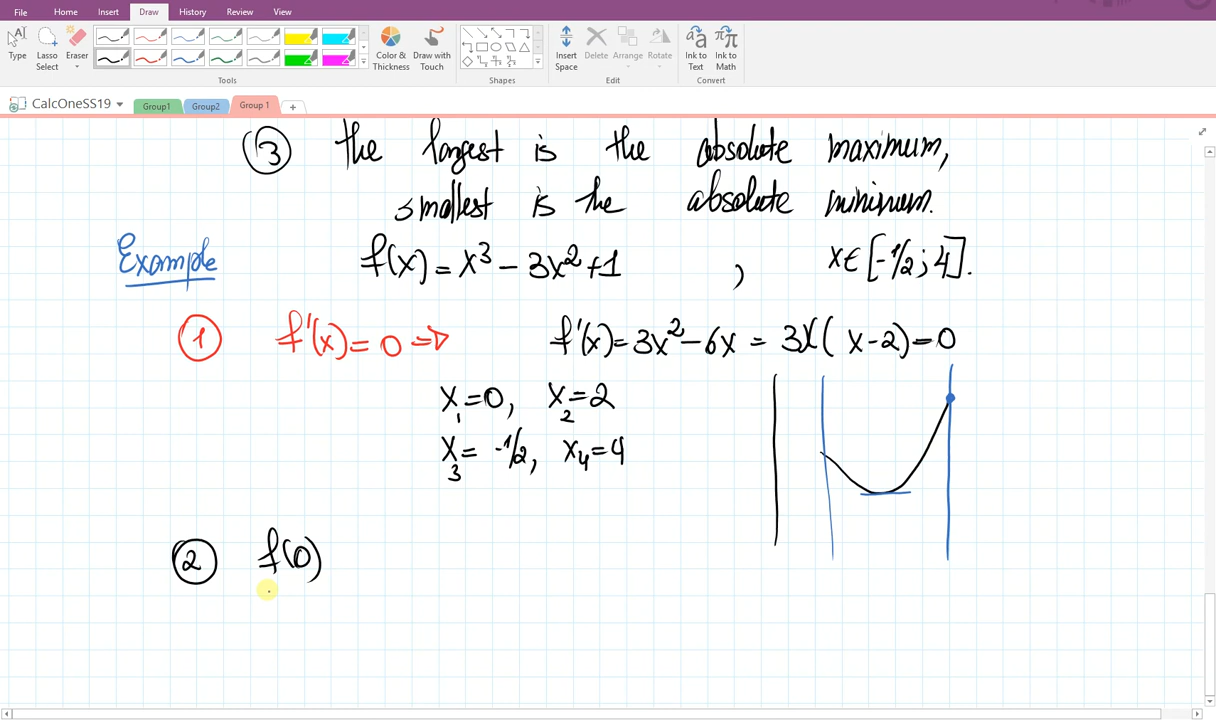 File Home Insert Draw History Review View
Type Lasso Select Eraser Color & Thickness Draw with Touch Insert Space Delete Arrange Rotate Ink to Text Ink to Math
Tools Shapes Edit Convert
CalcOneSS19 Group1 Group2 Group 1 +
③ the largest is the absolute maximum,
smallest is the absolute minimum.
Example f(x) = x³ - 3x² + 1 , x ∈ [-1/2; 4].
① f'(x) = 0 ⇒ f'(x) = 3x² - 6x = 3x(x-2) = 0
x₁ = 0, x₂ = 2
x₃ = -1/2, x₄ = 4
② f(0)